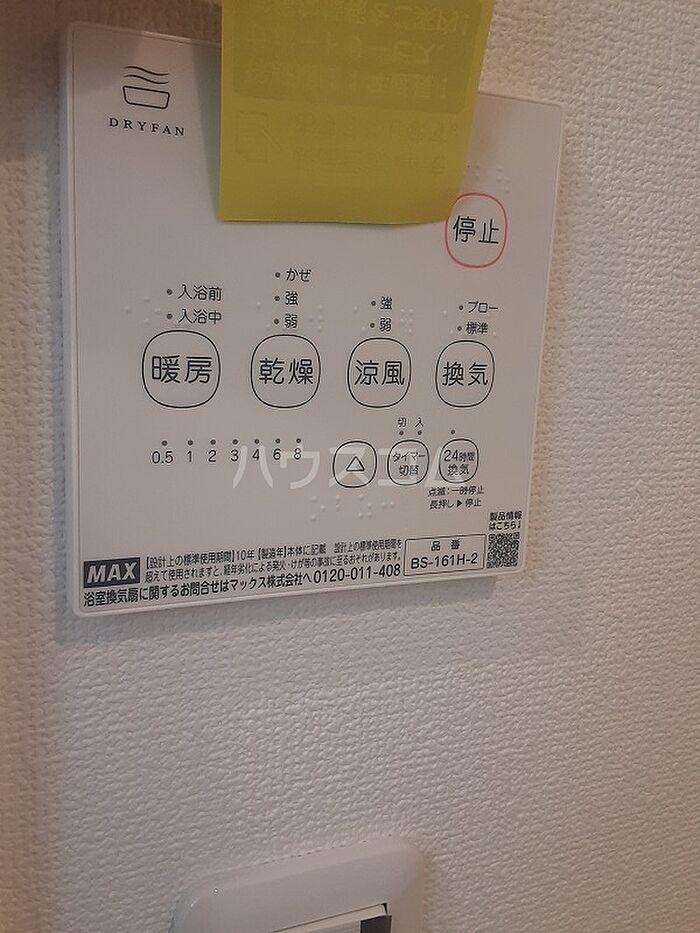 DRYFAN
停止
かぜ
入浴前 強 強 ブロー
入浴中 弱 弱 標準
暖房 乾燥 涼風 換気
切 入
0.5 1 2 3 4 6 8
タイマー
切替
24時間
換気
点滅:一時停止
長押し▶停止
製品情報
はこちら↓
ハウスコム
MAX
【設計上の標準使用期間】10年【製造年】本体に記載 設計上の標準使用期間を
超えて使用されますと、経年劣化による発火・けが等の事故に至るおそれがあります。
浴室換気扇に関するお問合せはマックス株式会社へ 0120-011-408
品番
BS-161H-2